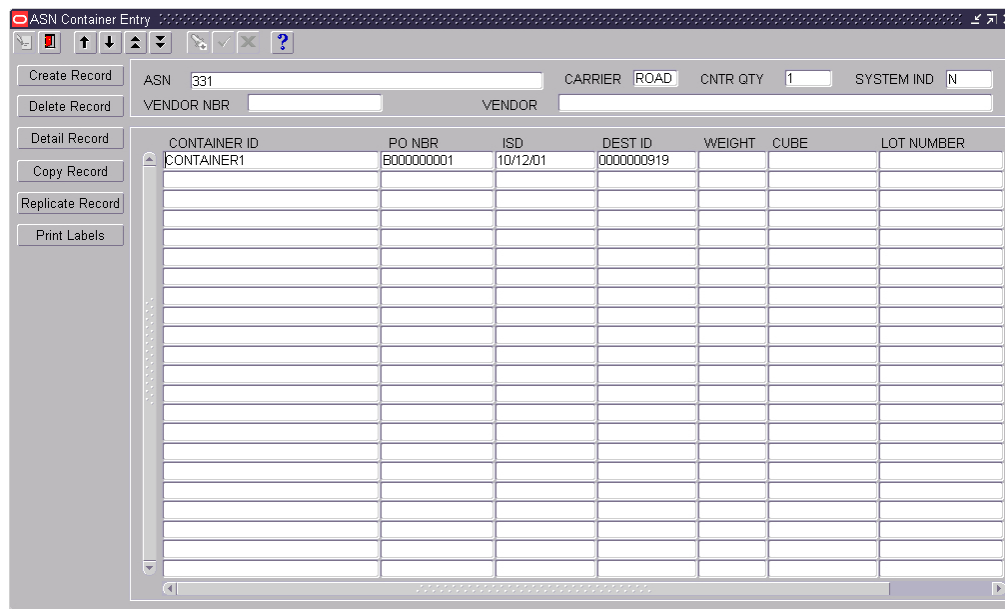 ASN Container Entry
?
Create Record
Delete Record
Detail Record
Copy Record
Replicate Record
Print Labels
ASN 331 CARRIER ROAD CNTR QTY 1 SYSTEM IND N
VENDOR NBR VENDOR
CONTAINER ID PO NBR ISD DEST ID WEIGHT CUBE LOT NUMBER
CONTAINER1 B000000001 10/12/01 0000000919